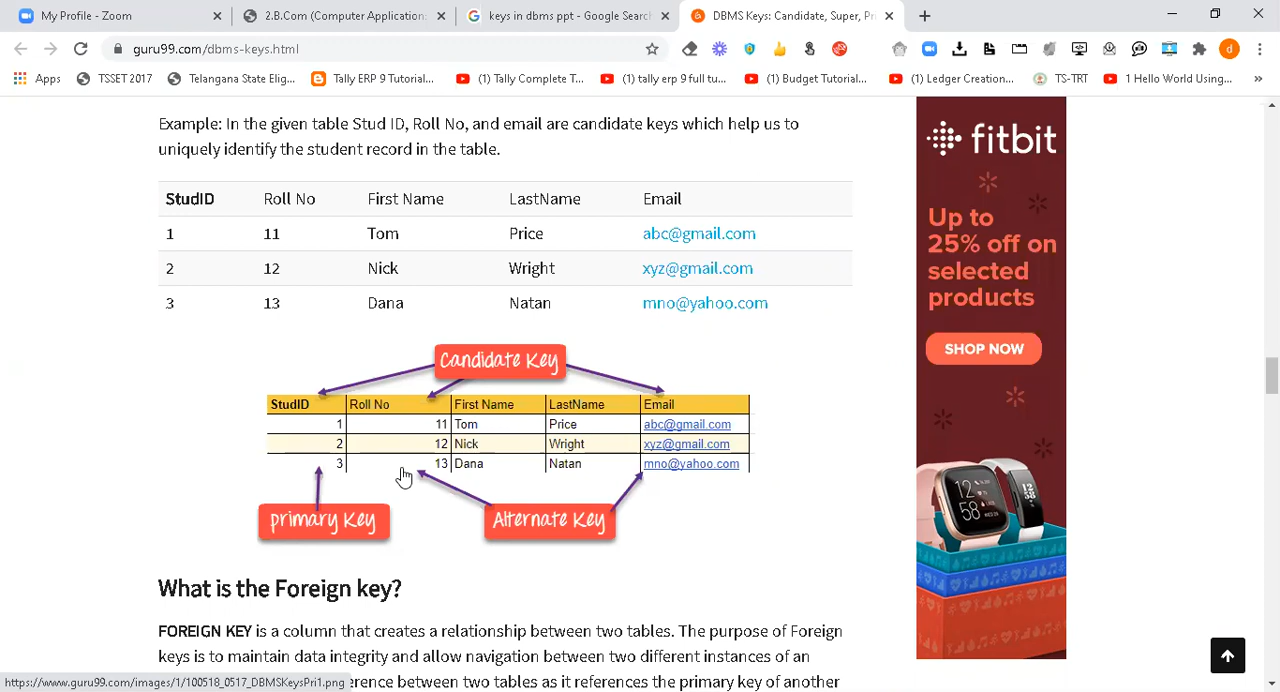 My Profile - Zoom
2.B.Com (Computer Application:
keys in dbms ppt - Google Search
DBMS Keys: Candidate, Super, Pri
guru99.com/dbms-keys.html
d
Apps
TSSET 2017
Telangana State Elig...
Tally ERP 9 Tutorial...
(1) Tally Complete T...
(1) tally erp 9 full tu...
(1) Budget Tutorial...
(1) Ledger Creation...
TS-TRT
1 Hello World Using...
Example: In the given table Stud ID, Roll No, and email are candidate keys which help us to
uniquely identify the student record in the table.
StudID Roll No First Name LastName Email
1 11 Tom Price abc@gmail.com
2 12 Nick Wright xyz@gmail.com
3 13 Dana Natan mno@yahoo.com
Candidate Key
StudID Roll No First Name LastName Email
1 11 Tom Price abc@gmail.com
2 12 Nick Wright xyz@gmail.com
3 13 Dana Natan mno@yahoo.com
primary Key
Alternate Key
What is the Foreign key?
FOREIGN KEY is a column that creates a relationship between two tables. The purpose of Foreign
keys is to maintain data integrity and allow navigation between two different instances of an
erence between two tables as it references the primary key of another
https://www.guru99.com/images/1/100518_0517_DBMSKeysPri1.png
fitbit
Up to
25% off on
selected
products
SHOP NOW
12
58